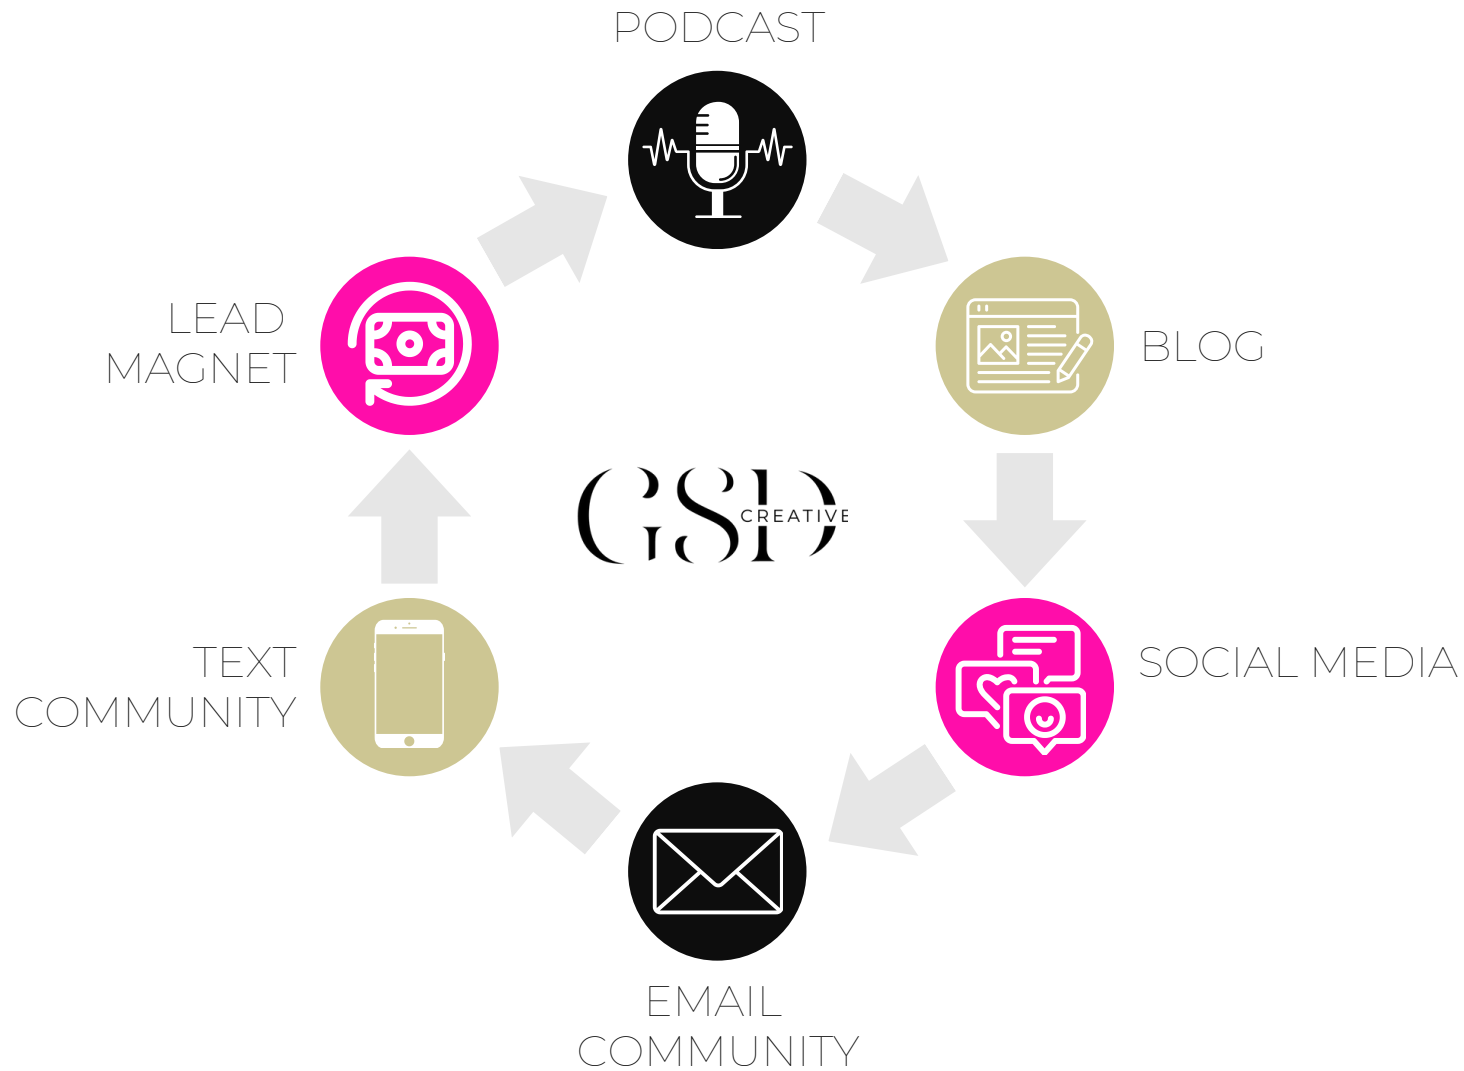 PODCAST
LEAD
MAGNET
BLOG
GSD
CREATIVE
TEXT
COMMUNITY
SOCIAL MEDIA
EMAIL
COMMUNITY